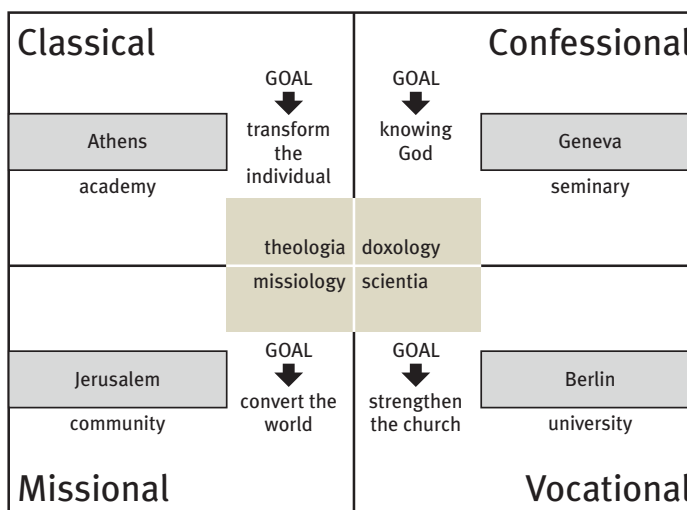 Classical
Confessional
GOAL
transform
the
individual
GOAL
knowing
God
Athens
academy
Geneva
seminary
theologia
doxology
missiology
scientia
Jerusalem
community
GOAL
convert the
world
GOAL
strengthen
the church
Berlin
university
Missional
Vocational